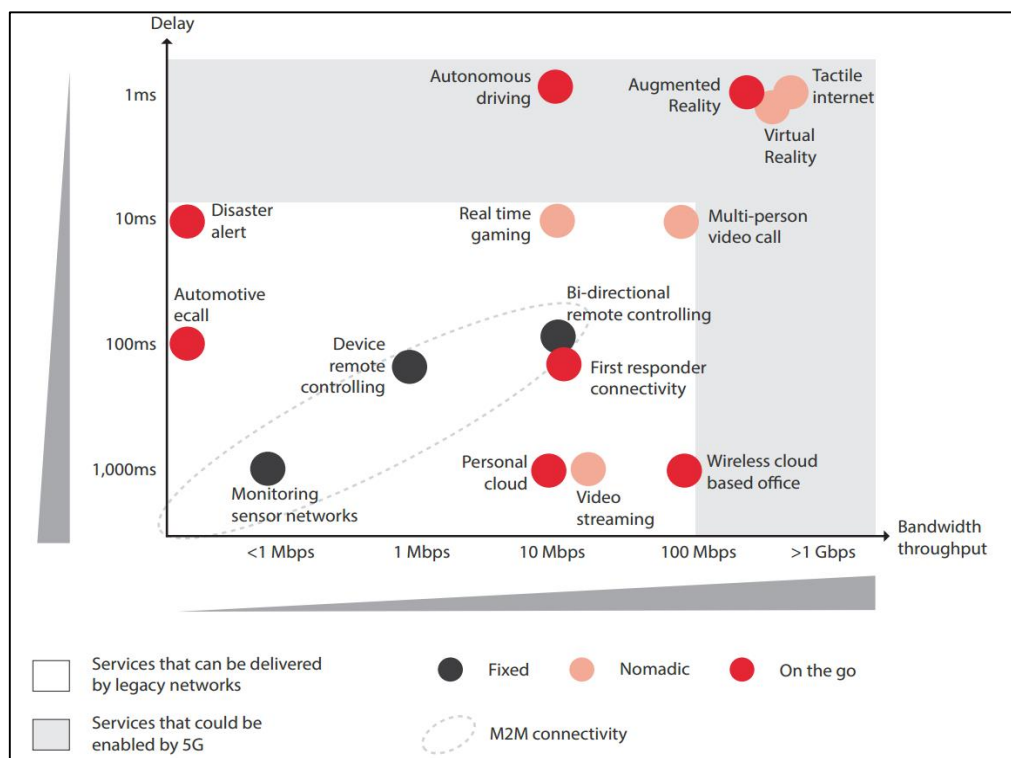 Delay
1ms
Autonomous
driving
Augmented
Reality
Tactile
internet
Virtual
Reality
10ms
Disaster
alert
Real time
gaming
Multi-person
video call
Automotive
ecall
Bi-directional
remote controlling
100ms
Device
remote
controlling
First responder
connectivity
1,000ms
Monitoring
sensor networks
Personal
cloud
Video
streaming
Wireless cloud
based office
Bandwidth
throughput
<1 Mbps
1 Mbps
10 Mbps
100 Mbps
>1 Gbps
Services that can be delivered
by legacy networks
Fixed
Nomadic
On the go
Services that could be
enabled by 5G
M2M connectivity